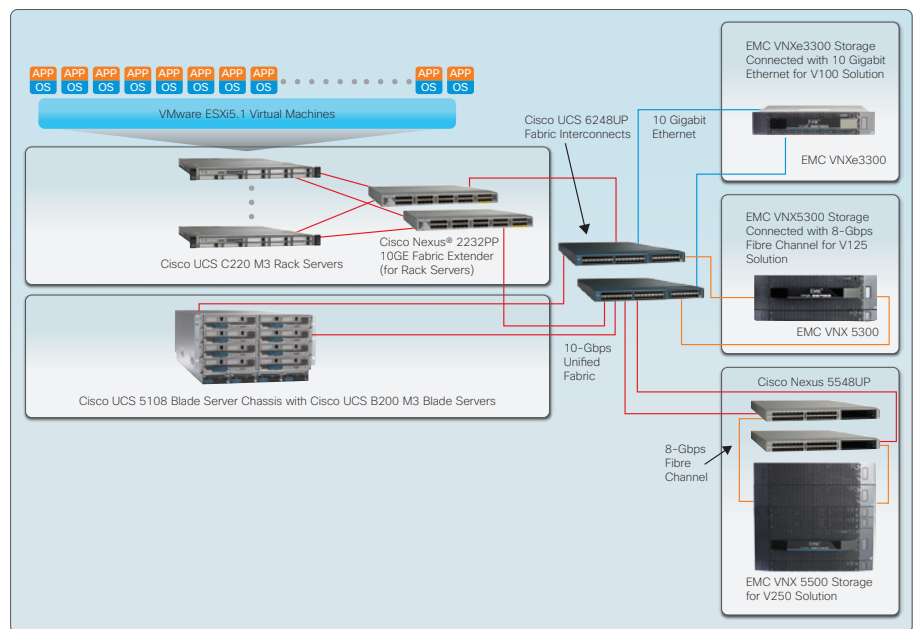 APP APP APP APP APP APP APP APP APP APP
OS OS OS OS OS OS OS OS OS OS
VMware ESXi5.1 Virtual Machines
Cisco UCS C220 M3 Rack Servers
Cisco Nexus® 2232PP
10GE Fabric Extender
(for Rack Servers)
Cisco UCS 5108 Blade Server Chassis with Cisco UCS B200 M3 Blade Servers
Cisco UCS 6248UP
Fabric Interconnects
10 Gigabit
Ethernet
10-Gbps
Unified
Fabric
EMC VNXe3300 Storage
Connected with 10 Gigabit
Ethernet for V100 Solution
EMC VNXe3300
EMC VNX5300 Storage
Connected with 8-Gbps
Fibre Channel for V125
Solution
EMC VNX 5300
Cisco Nexus 5548UP
8-Gbps
Fibre
Channel
EMC VNX 5500 Storage
for V250 Solution